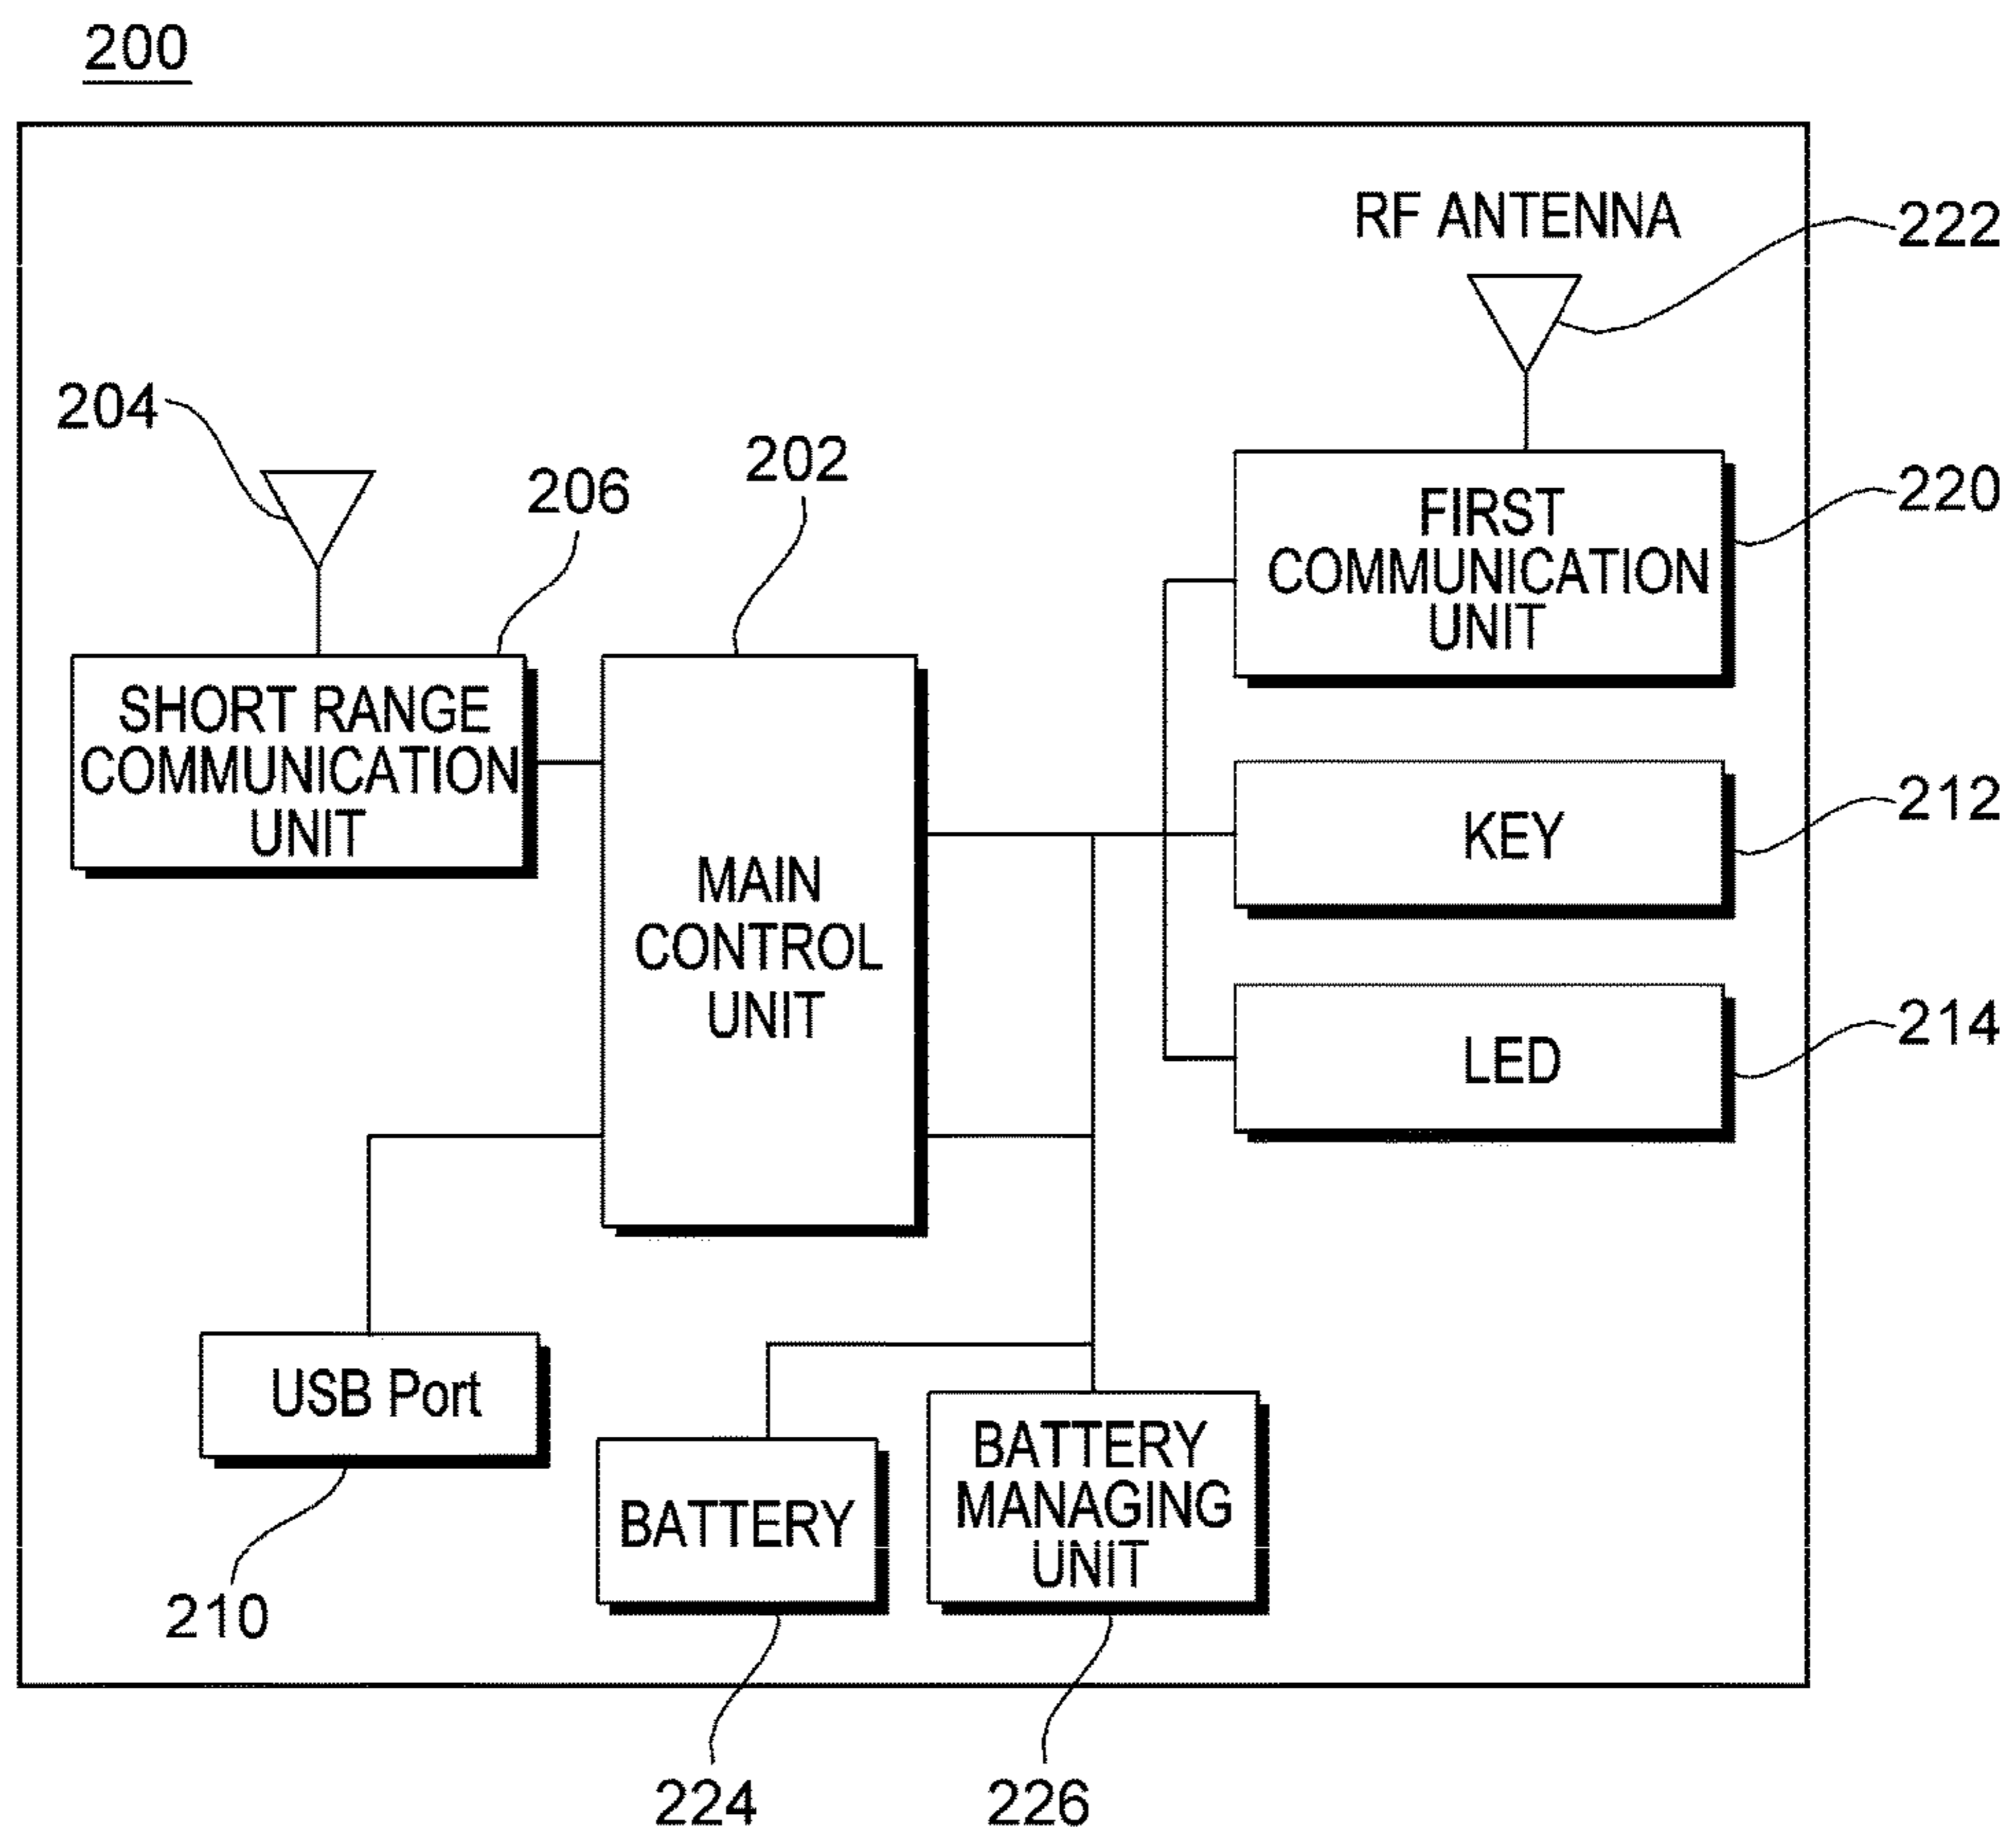 200
RF ANTENNA
222
204
206
202
220
FIRST
COMMUNICATION
UNIT
SHORT RANGE
COMMUNICATION
UNIT
212
KEY
MAIN
CONTROL
UNIT
214
LED
USB Port
BATTERY
BATTERY
MANAGING
UNIT
210
224
226